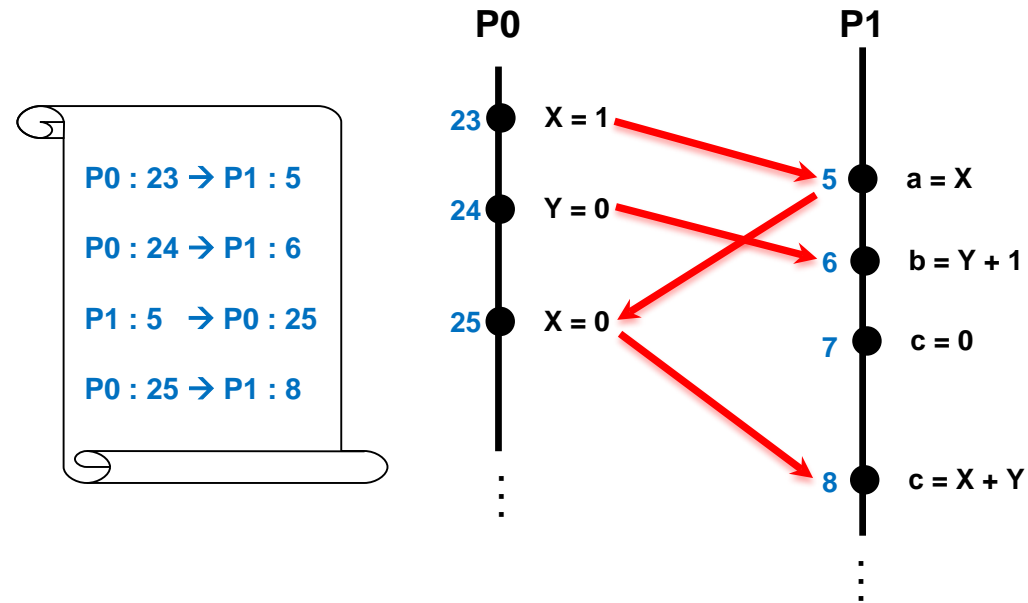 P0 P1
23 X = 1
P0 : 23 → P1 : 5
5 a = X
24 Y = 0
P0 : 24 → P1 : 6
6 b = Y + 1
P1 : 5 → P0 : 25
25 X = 0
7 c = 0
P0 : 25 → P1 : 8
8 c = X + Y